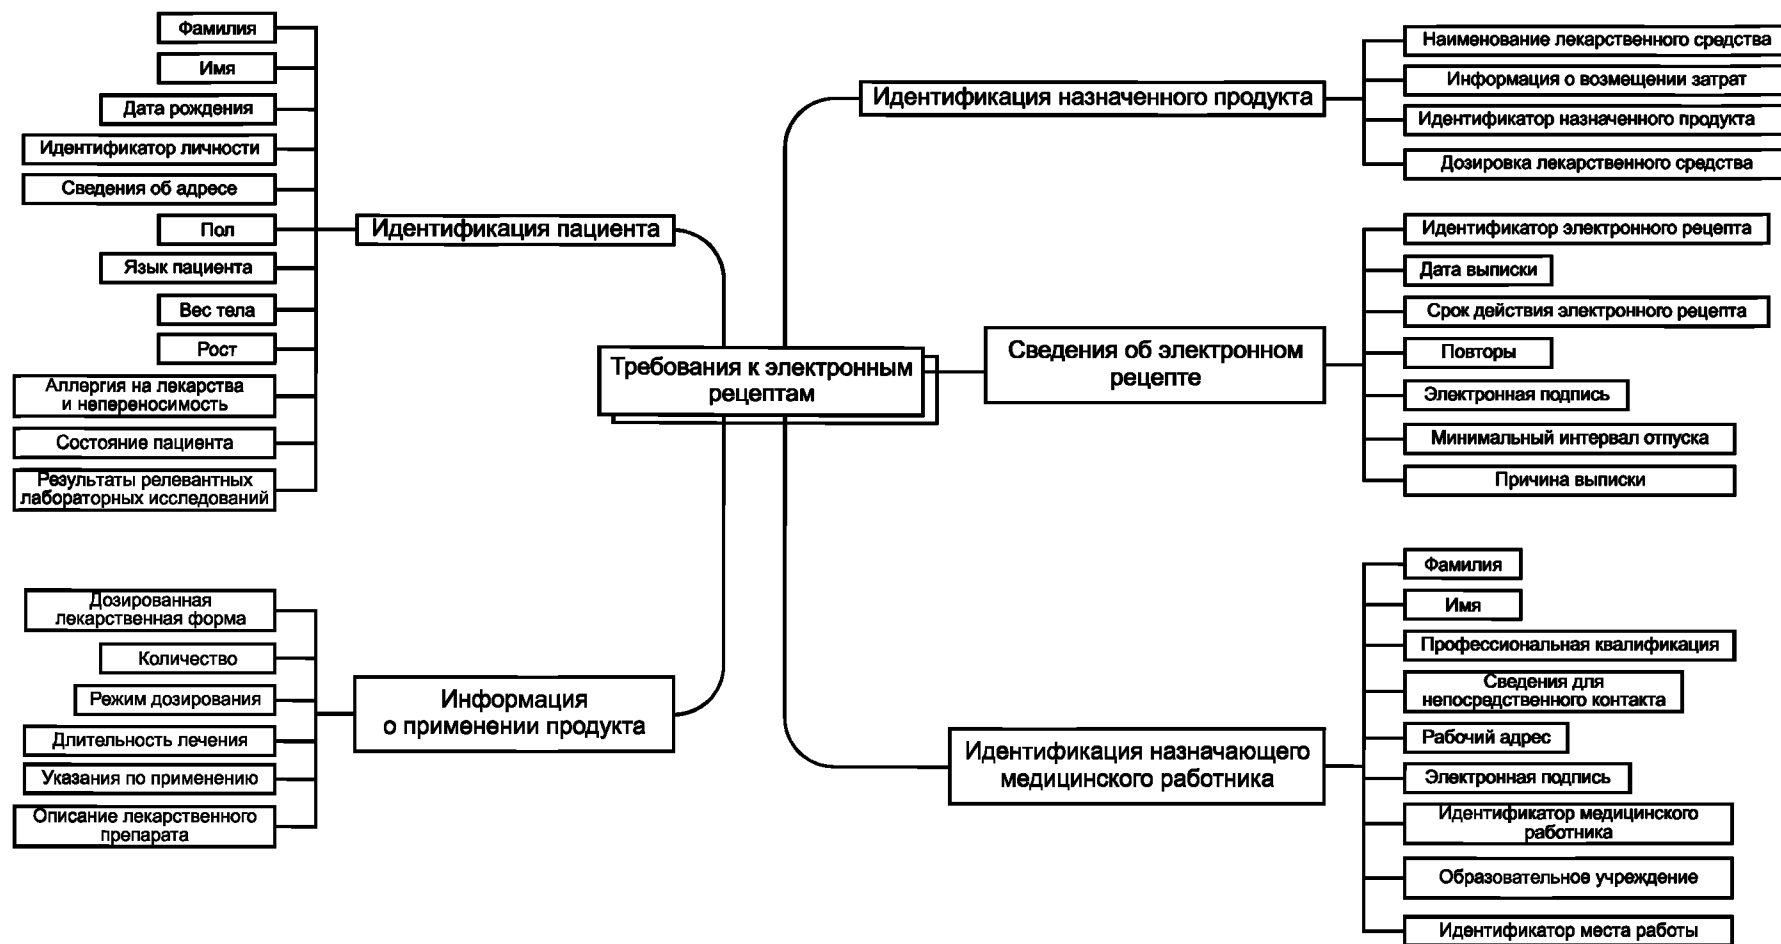 Фамилия
Имя
Дата рождения
Идентификатор личности
Сведения об адресе
Пол
Язык пациента
Вес тела
Рост
Аллергия на лекарства
и непереносимость
Состояние пациента
Результаты релевантных
лабораторных исследований
Идентификация пациента
Дозированная
лекарственная форма
Количество
Режим дозирования
Длительность лечения
Указания по применению
Описание лекарственного
препарата
Информация
о применении продукта
Требования к электронным
рецептам
Идентификация назначенного продукта
Наименование лекарственного средства
Информация о возмещении затрат
Идентификатор назначенного продукта
Дозировка лекарственного средства
Сведения об электронном
рецепте
Идентификатор электронного рецепта
Дата выписки
Срок действия электронного рецепта
Повторы
Электронная подпись
Минимальный интервал отпуска
Причина выписки
Идентификация назначающего
медицинского работника
Фамилия
Имя
Профессиональная квалификация
Сведения для
непосредственного контакта
Рабочий адрес
Электронная подпись
Идентификатор медицинского
работника
Образовательное учреждение
Идентификатор места работы